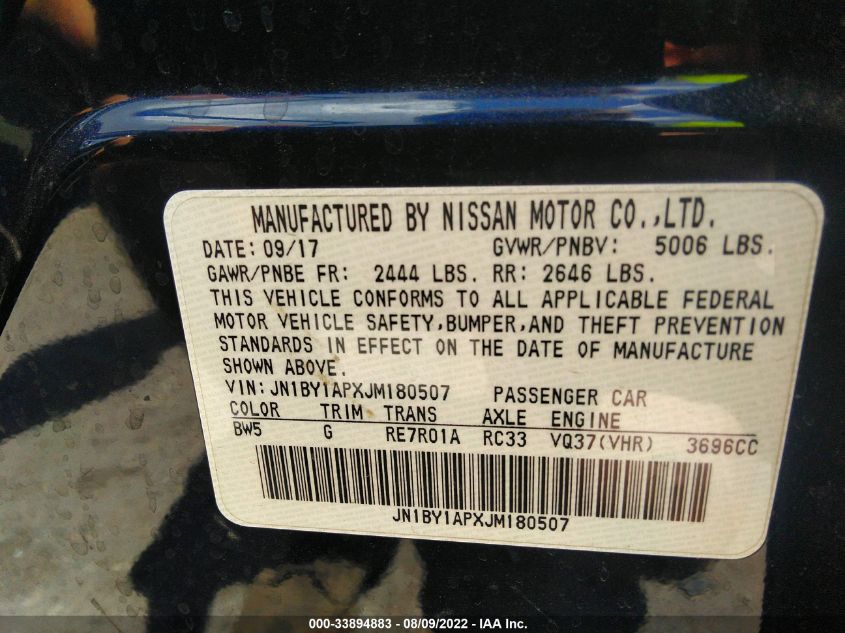 MANUFACTURED BY NISSAN MOTOR CO.,LTD.
DATE: 09/17 GVWR/PNBV: 5006 LBS.
GAWR/PNBE FR: 2444 LBS. RR: 2646 LBS.
THIS VEHICLE CONFORMS TO ALL APPLICABLE FEDERAL
MOTOR VEHICLE SAFETY,BUMPER,AND THEFT PREVENTION
STANDARDS IN EFFECT ON THE DATE OF MANUFACTURE
SHOWN ABOVE.
VIN:JN1BY1APXJM180507 PASSENGER CAR
COLOR TRIM TRANS AXLE ENGINE
BW5 G RE7R01A RC33 VQ37(VHR) 3696CC
JN1BY1APXJM180507
000-33894883 - 08/09/2022 - IAA Inc.